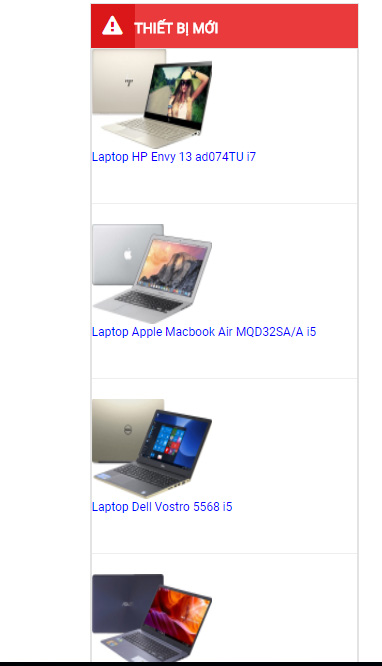 THIẾT BỊ MỚI
Laptop HP Envy 13 ad074TU i7
Laptop Apple Macbook Air MQD32SA/A i5
Laptop Dell Vostro 5568 i5